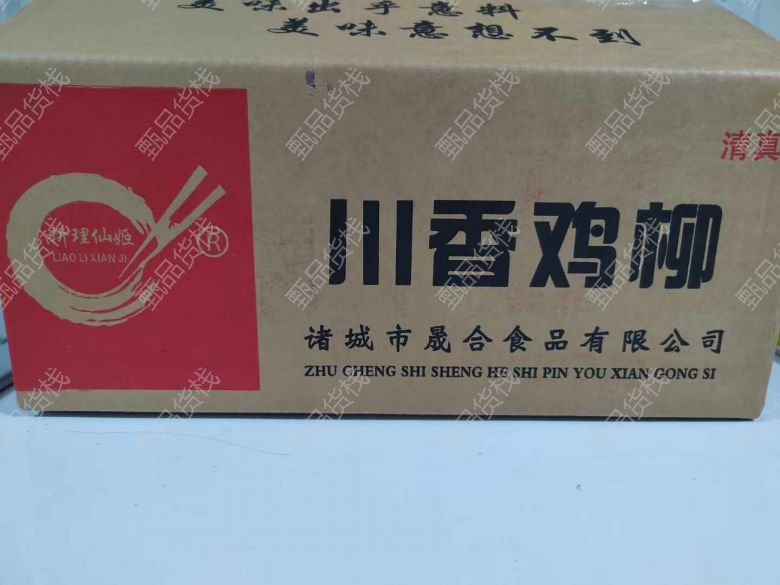 美味出乎意料
美味意想不到
清真
料理仙姬
LIAO LI XIAN JI
®
川香鸡柳
诸城市晟合食品有限公司
ZHU CHENG SHI SHENG HE SHI PIN YOU XIAN GONG SI
甄品货栈